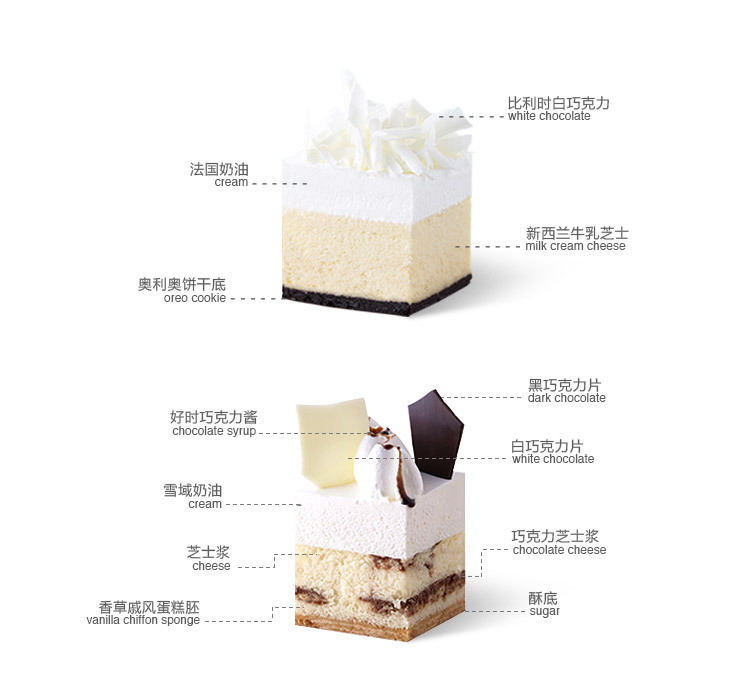 比利时白巧克力
white chocolate
法国奶油
cream
新西兰牛乳芝士
milk cream cheese
奥利奥饼干底
oreo cookie
黑巧克力片
dark chocolate
好时巧克力酱
chocolate syrup
白巧克力片
white chocolate
雪域奶油
cream
巧克力芝士浆
chocolate cheese
芝士浆
cheese
酥底
sugar
香草戚风蛋糕胚
vanilla chiffon sponge